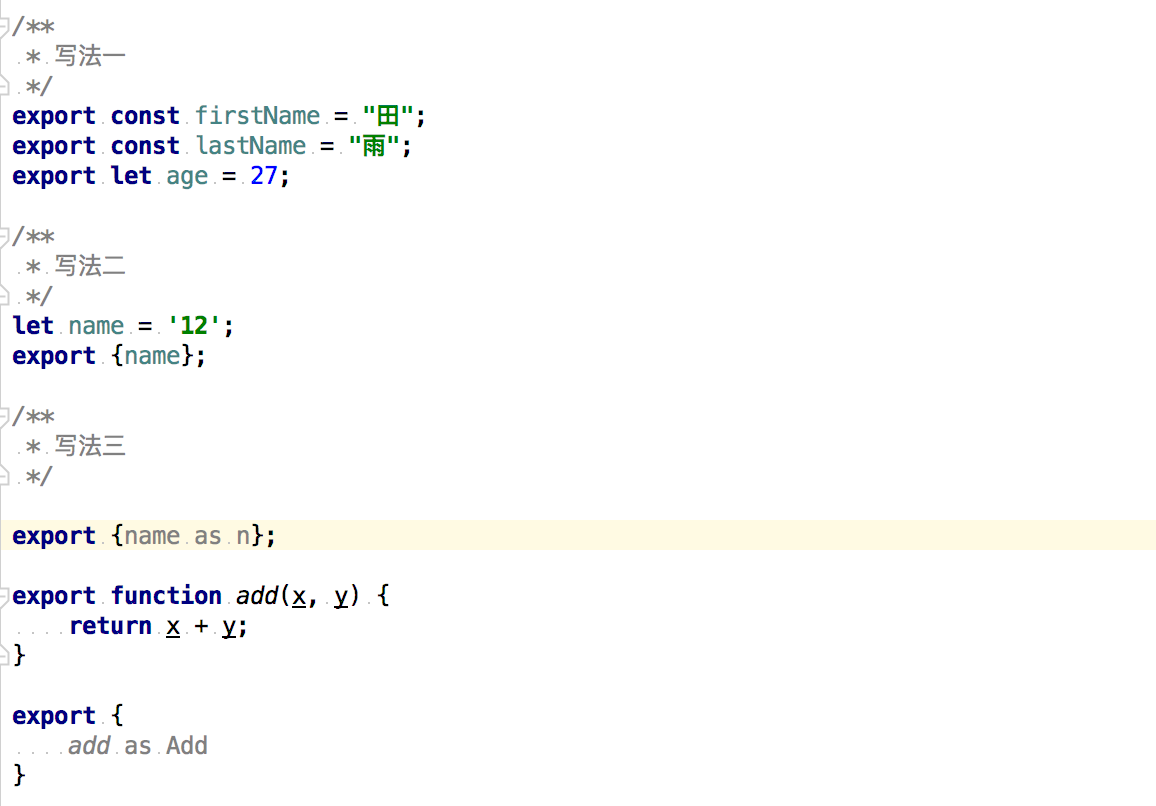 /**
 * 写法一
 */
export const firstName = "田";
export const lastName = "雨";
export let age = 27;
/**
 * 写法二
 */
let name = '12';
export {name};
/**
 * 写法三
 */
export {name as n};
export function add(x, y) {
    return x + y;
}
export {
    add as Add
}